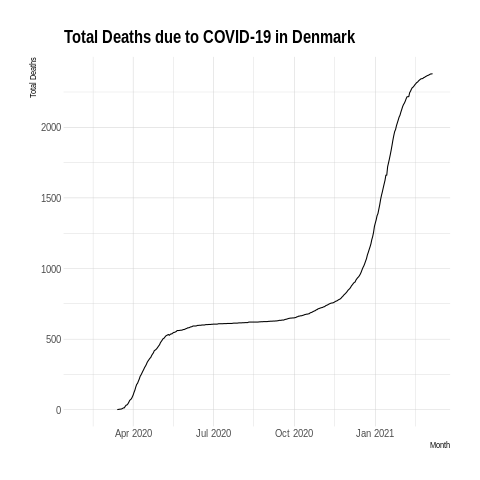 Total Deaths due to COVID-19 in Denmark
Total Deaths
2000
1500
1000
500
0
Apr 2020 Jul 2020 Oct 2020 Jan 2021
Month